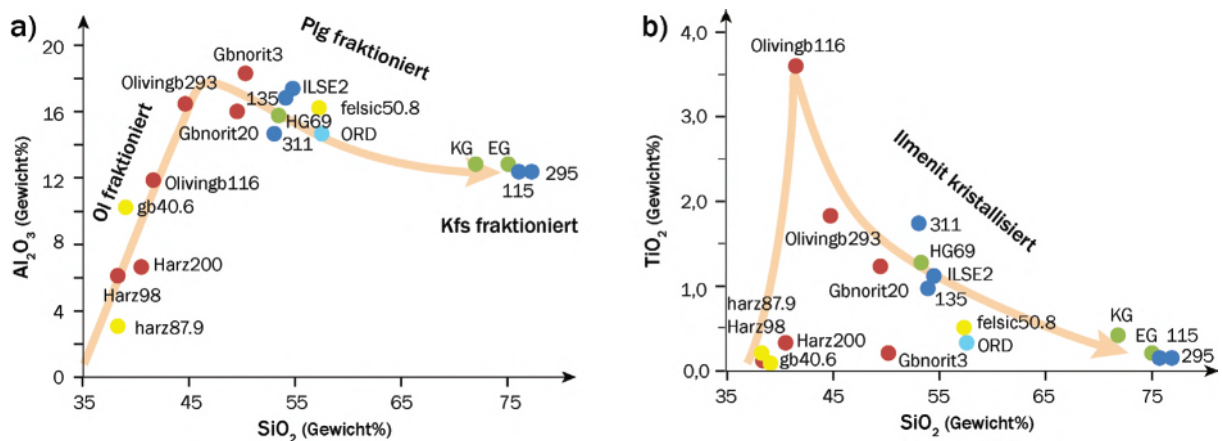 a)
Al₂O₃ (Gewicht%)
20
16
12
8
4
0
35
45
55
65
75
SiO₂ (Gewicht%)
Ol fraktioniert
Plg fraktioniert
Kfs fraktioniert
Gbnorit3
Olivingb293
135
ILSE2
felsic50.8
Gbnorit20
HG69
ORD
311
KG
EG
115
295
Olivingb116
gb40.6
Harz200
Harz98
harz87.9
b)
TiO₂ (Gewicht%)
4,0
3,0
2,0
1,0
0,0
35
45
55
65
75
SiO₂ (Gewicht%)
Ilmenit kristallisiert
Olivingb116
Olivingb293
311
HG69
Gbnorit20
ILSE2
135
harz87.9
Harz98
Harz200
gb40.6
Gbnorit3
felsic50.8
ORD
KG
EG
115
295